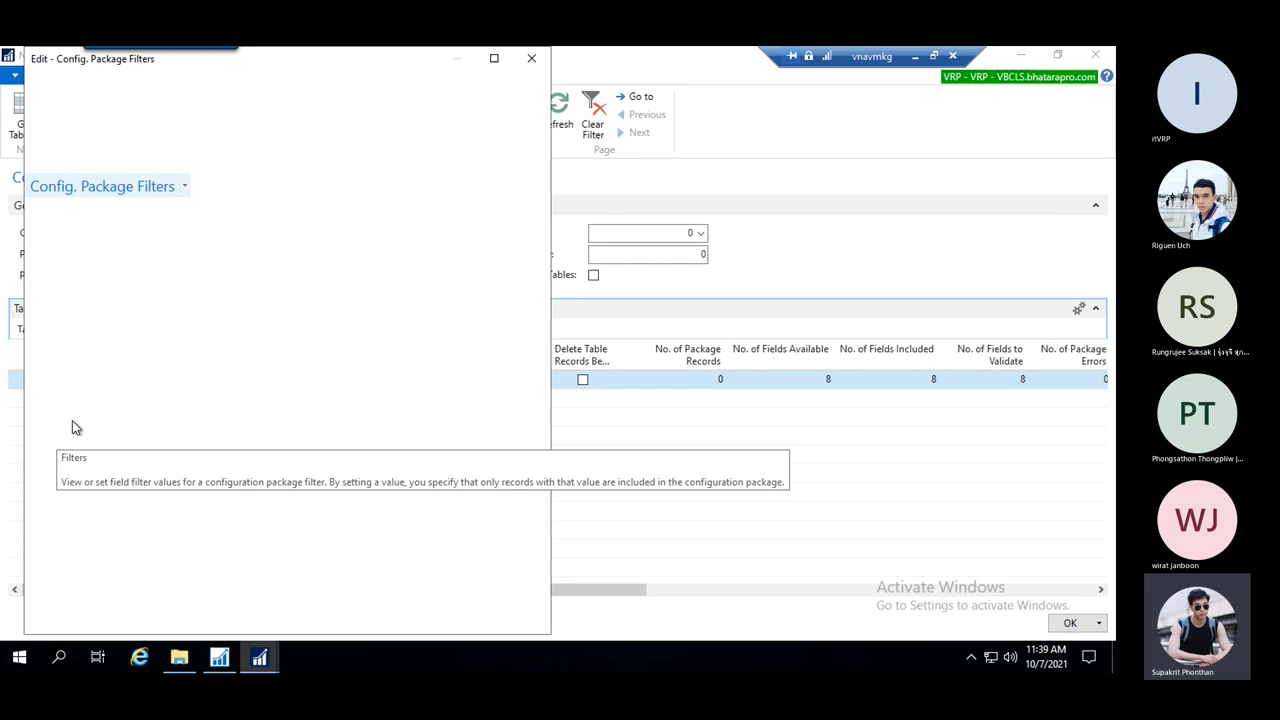 Edit - Config. Package Filters
vnavmkg
VRP - VRP - VBCLS.bhatarapro.com
Go to
Previous
Next
Clear
Filter
Page
Config. Package Filters
0
0
Delete Table
Records Be...
No. of Package
Records
No. of Fields Available
No. of Fields Included
No. of Fields to
Validate
No. of Package
Errors
0
8
8
8
0
Filters
View or set field filter values for a configuration package filter. By setting a value, you specify that only records with that value are included in the configuration package.
Activate Windows
Go to Settings to activate Windows.
OK
11:39 AM
10/7/2021
I
itVRP
Riguen Uch
RS
Rungrujee Suksak |
PT
Phongsathon Thongpliw |...
WJ
wirat janboon
Supakrit Phonthan